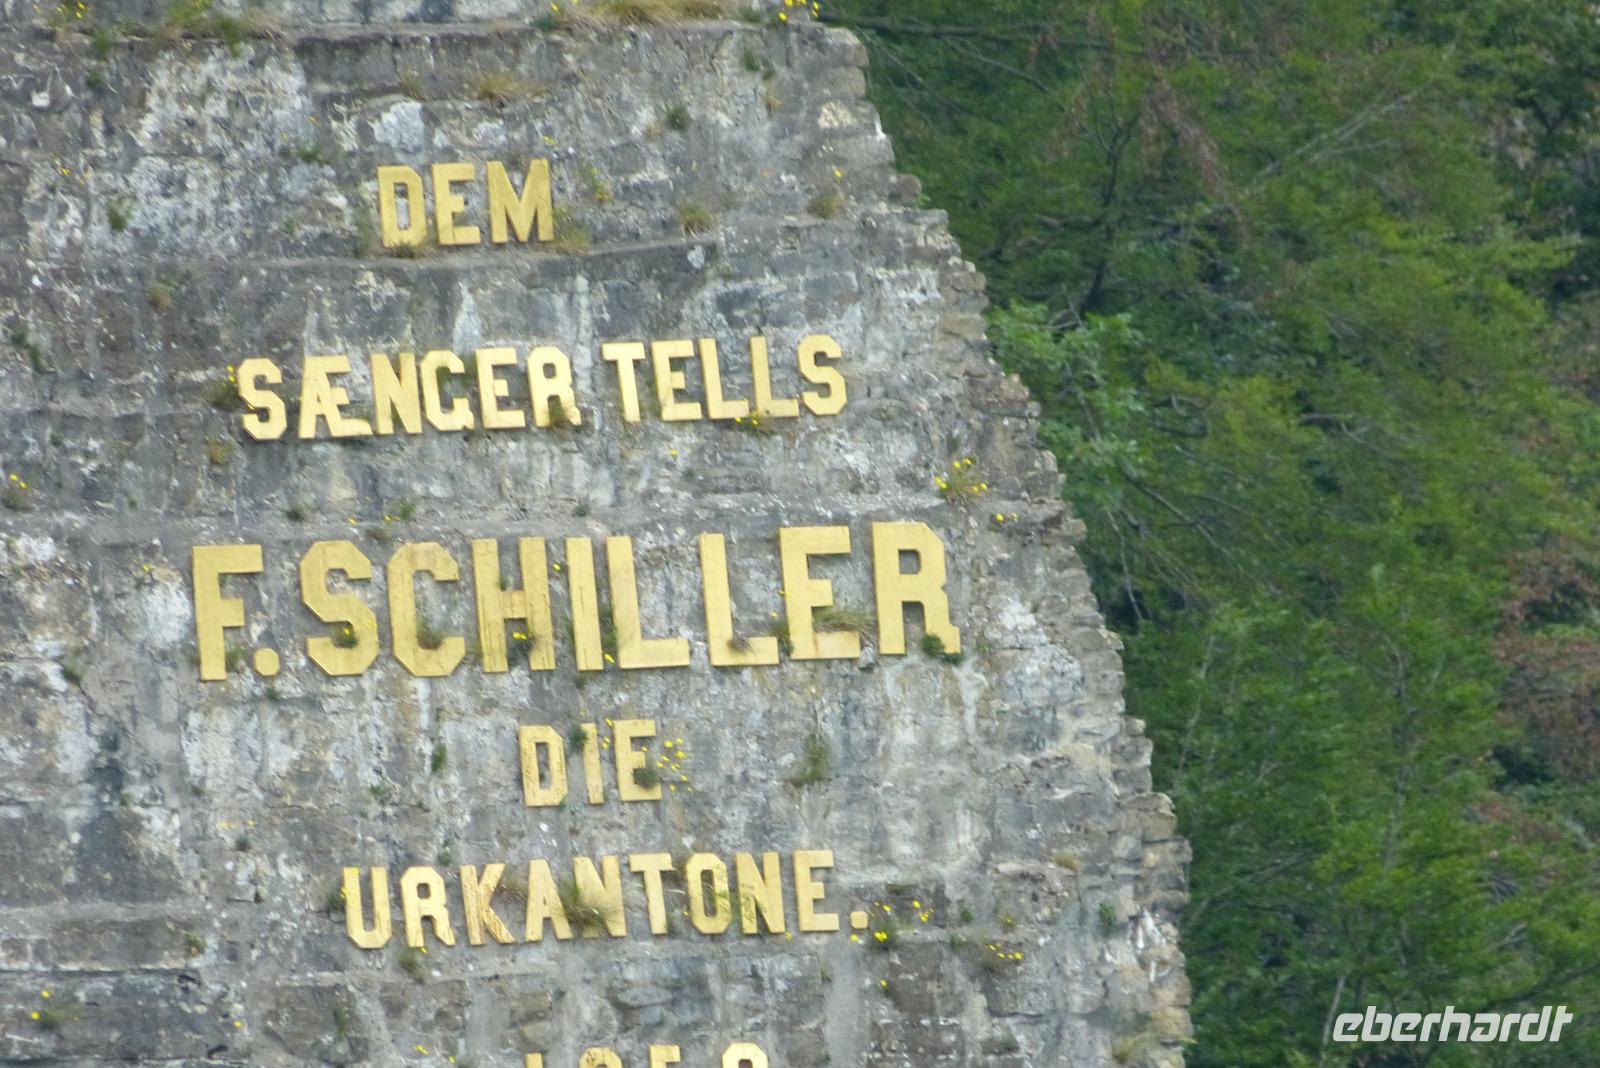 DEM
SÆNGER TELLS
F. SCHILLER
DIE
URKANTONE.
eberhardt